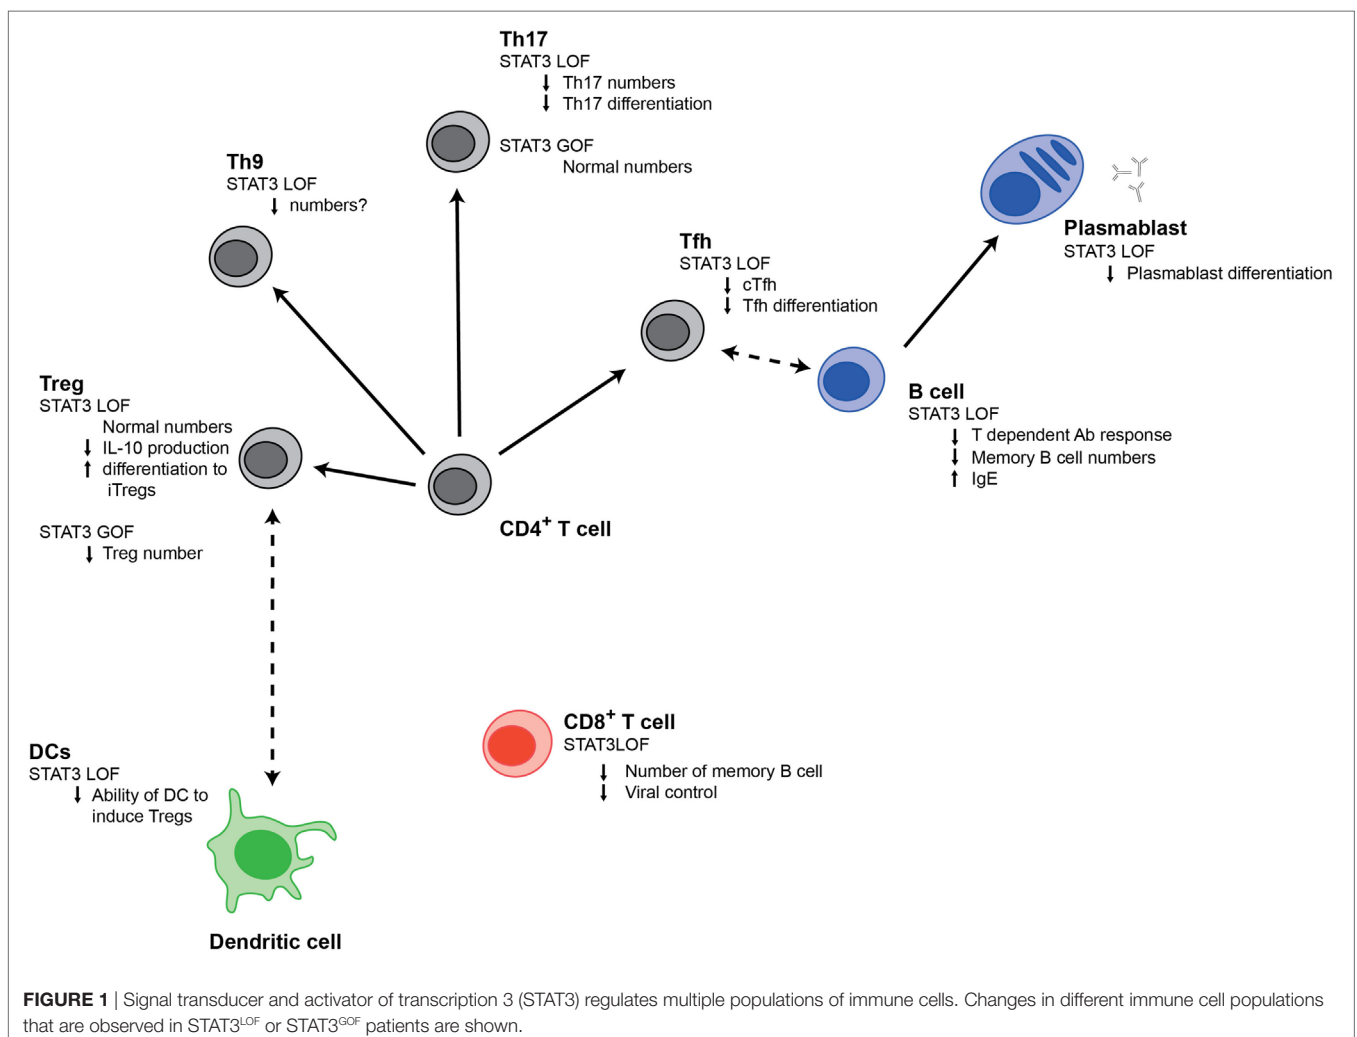 Th17
STAT3 LOF
↓ Th17 numbers
↓ Th17 differentiation
STAT3 GOF
Normal numbers
Th9
STAT3 LOF
↓ numbers?
Tfh
STAT3 LOF
↓ cTfh
↓ Tfh differentiation
Plasmablast
STAT3 LOF
↓ Plasmablast differentiation
Treg
STAT3 LOF
Normal numbers
↓ IL-10 production
↑ differentiation to
iTregs
STAT3 GOF
↓ Treg number
B cell
STAT3 LOF
↓ T dependent Ab response
↓ Memory B cell numbers
↑ IgE
CD4+ T cell
CD8+ T cell
STAT3LOF
↓ Number of memory B cell
↓ Viral control
DCs
STAT3 LOF
↓ Ability of DC to
induce Tregs
Dendritic cell
FIGURE 1 | Signal transducer and activator of transcription 3 (STAT3) regulates multiple populations of immune cells. Changes in different immune cell populations
that are observed in STAT3LOF or STAT3GOF patients are shown.